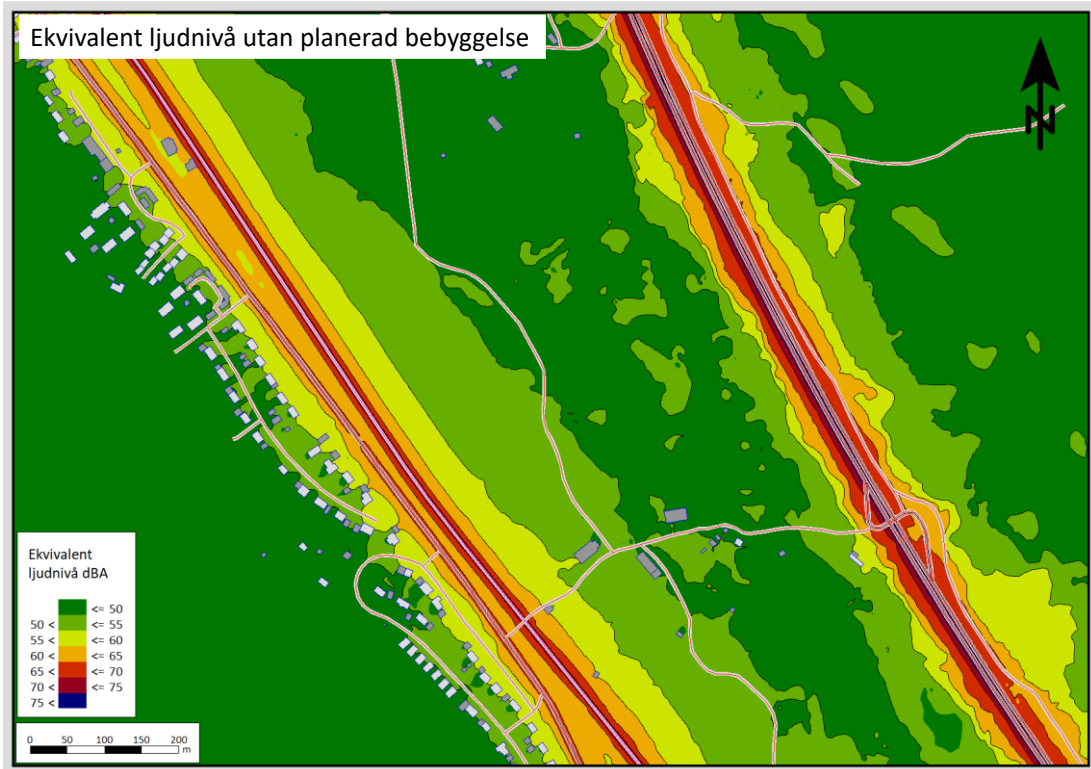 Ekvivalent ljudnivå utan planerad bebyggelse
N
Ekvivalent
ljudnivå dBA
<= 50
50 < <= 55
55 < <= 60
60 < <= 65
65 < <= 70
70 < <= 75
75 <
0 50 100 150 200
m